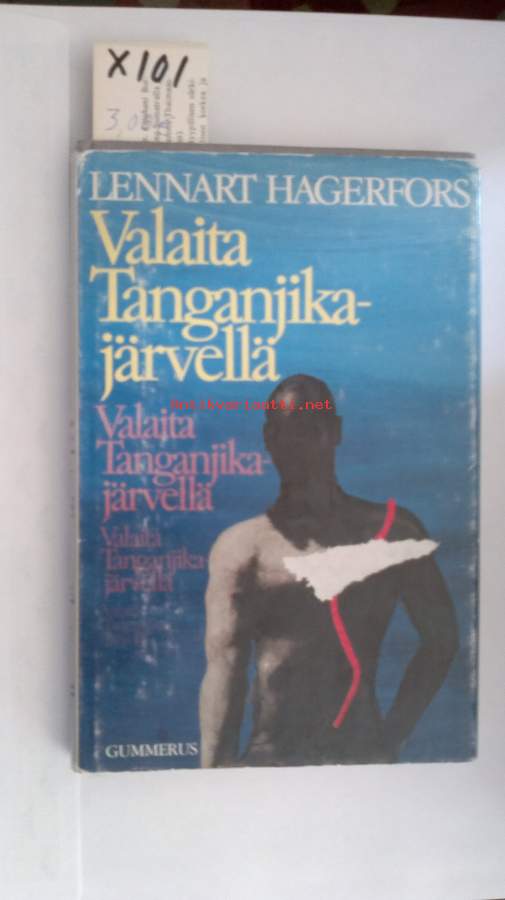 X101
3,0
LENNART HAGERFORS
Valaita
Tanganjika-
järvellä
Antikvariaatti.net
Valaita
Tanganjika-
järvellä
Valaita
Tanganjika-
järvellä
GUMMERUS